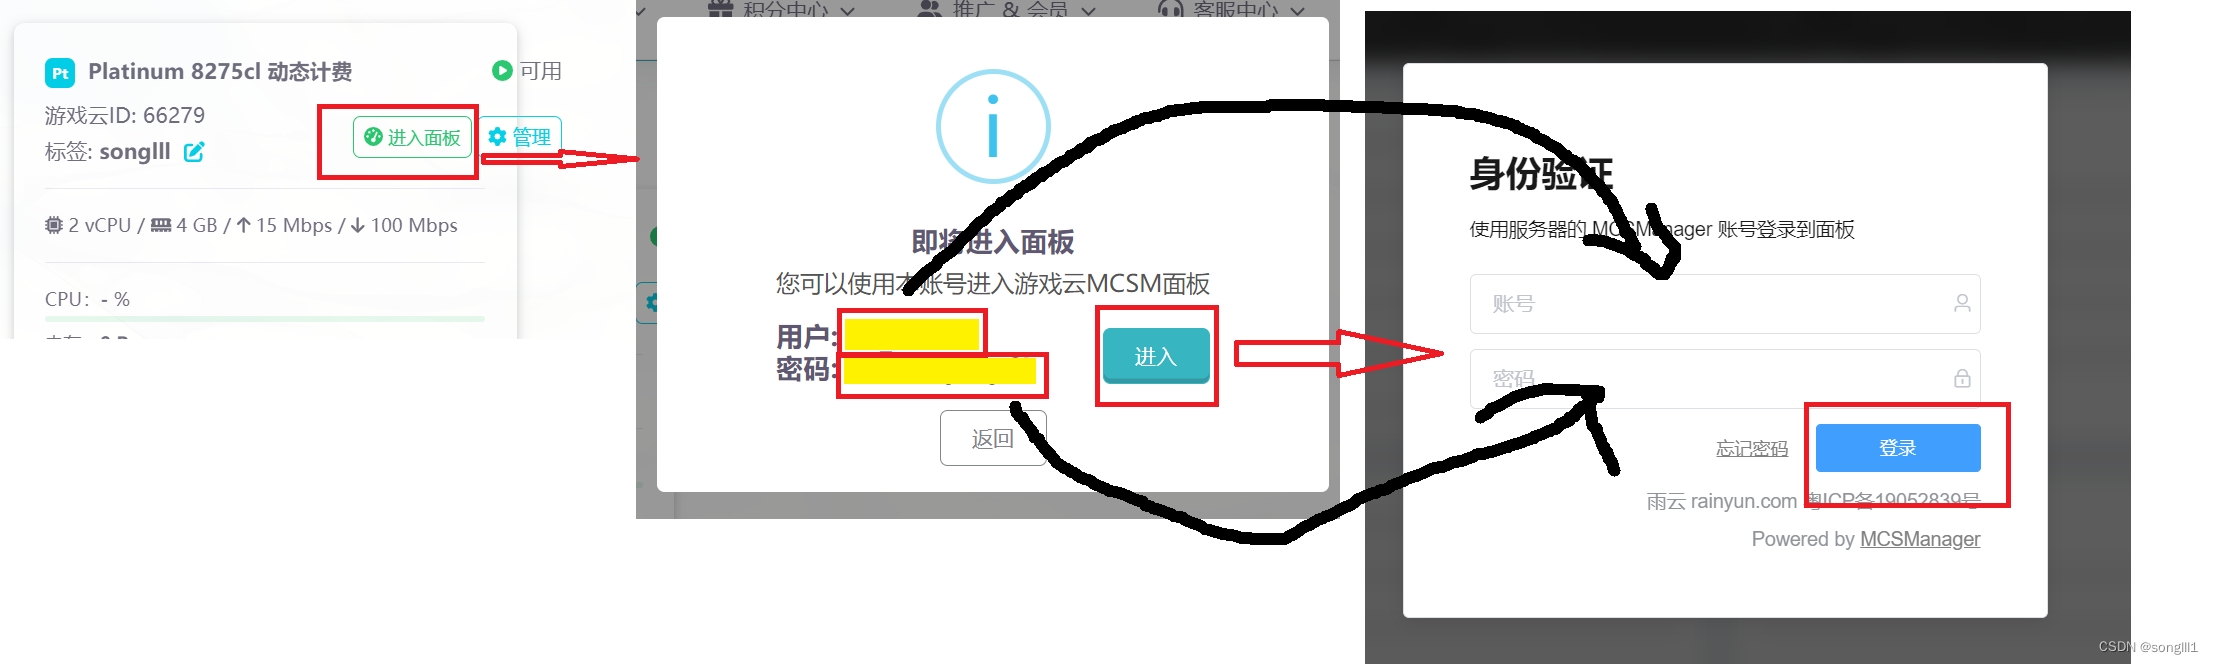 Pt Platinum 8275cl 动态计费 可用
游戏云ID: 66279
进入面板 管理
标签: songlll
2 vCPU / 4 GB / ↑ 15 Mbps / ↓ 100 Mbps
CPU: - %
积分中心 推广 & 会员 客服中心
i
即将进入面板
您可以使用本账号进入游戏云MCSM面板
用户:
密码:
进入
返回
身份验证
使用服务器的 MCSManager 账号登录到面板
账号
密码
忘记密码 登录
雨云 rainyun.com 粤ICP备19052839号
Powered by MCSManager
CSDN @songlll1